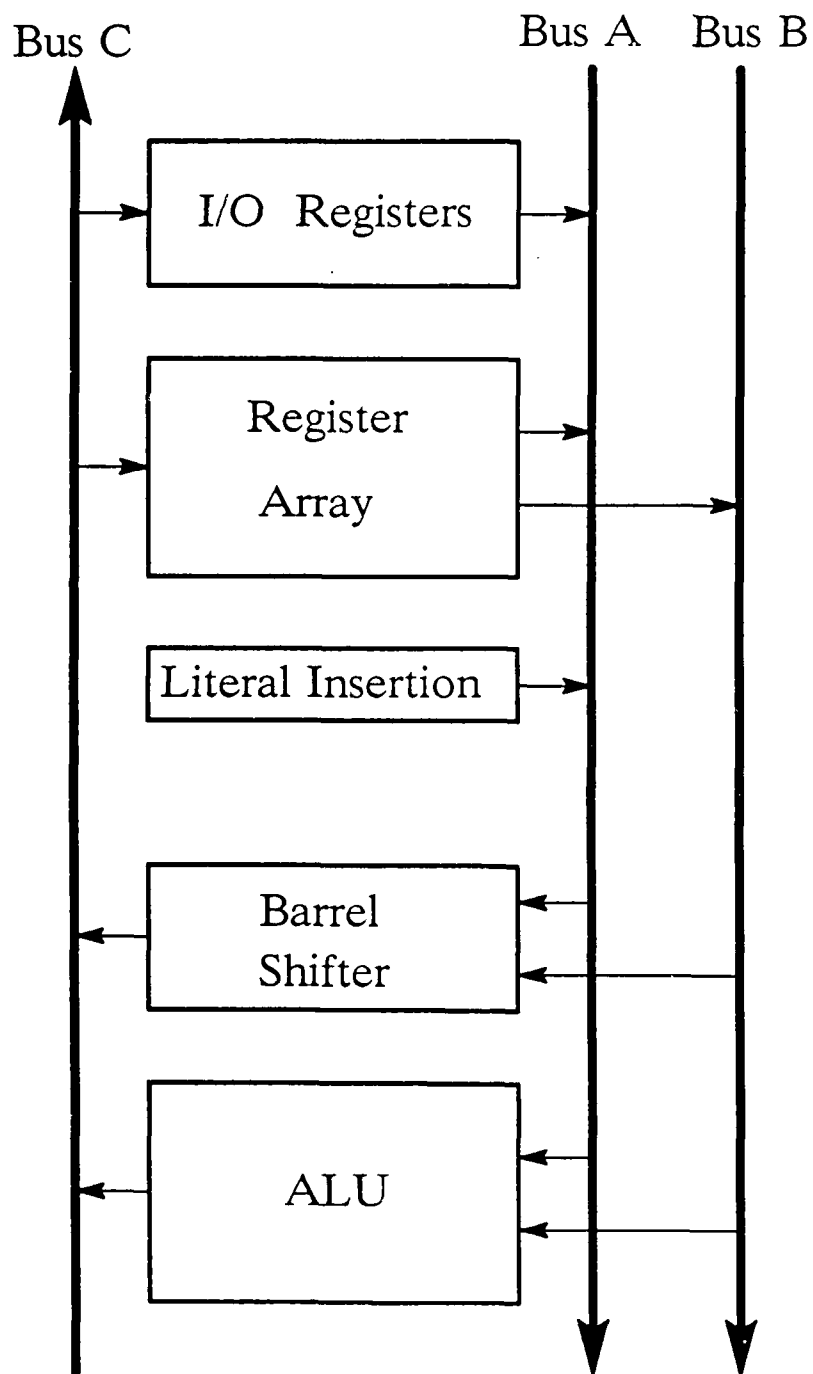 Bus C
Bus A
Bus B
I/O Registers
Register
Array
Literal Insertion
Barrel
Shifter
ALU